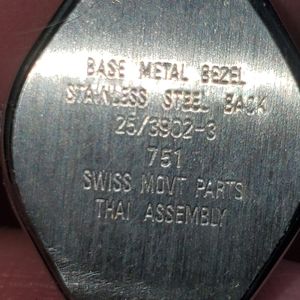 BASE METAL BEZEL
STAINLESS STEEL BACK
25/3902-3
751
SWISS MOVT PARTS
THAI ASSEMBLY